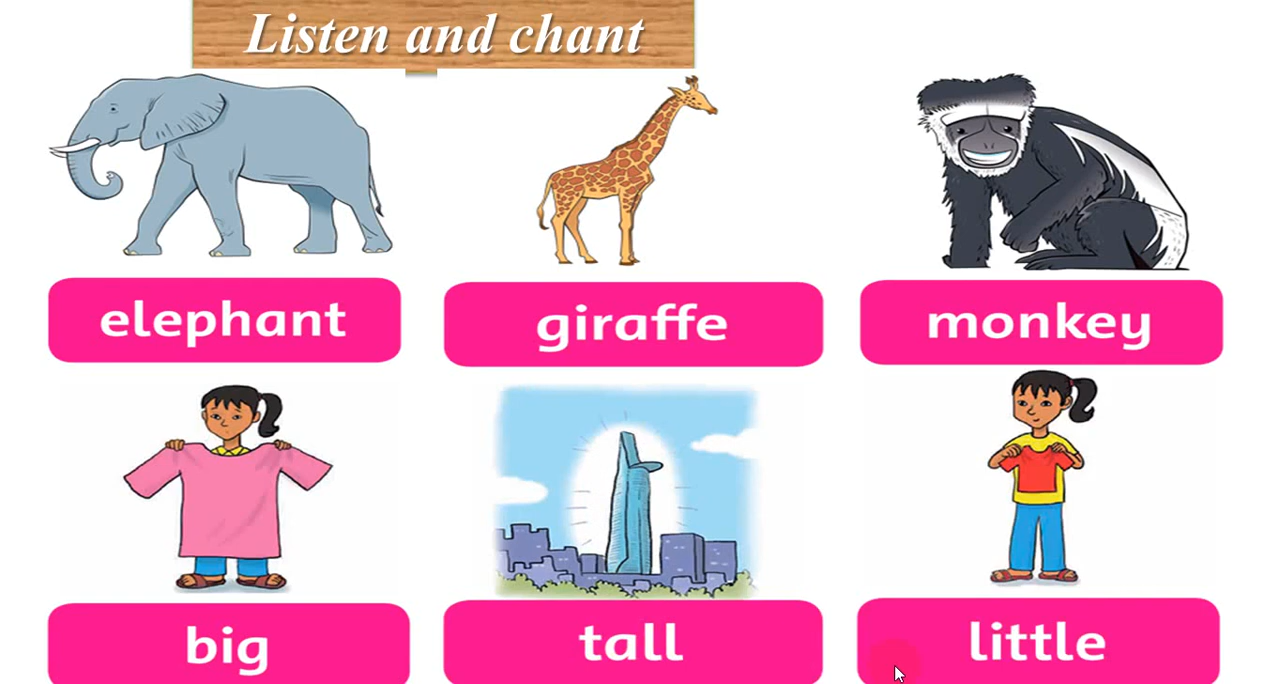 Listen and chant
elephant
giraffe
monkey
big
tall
little